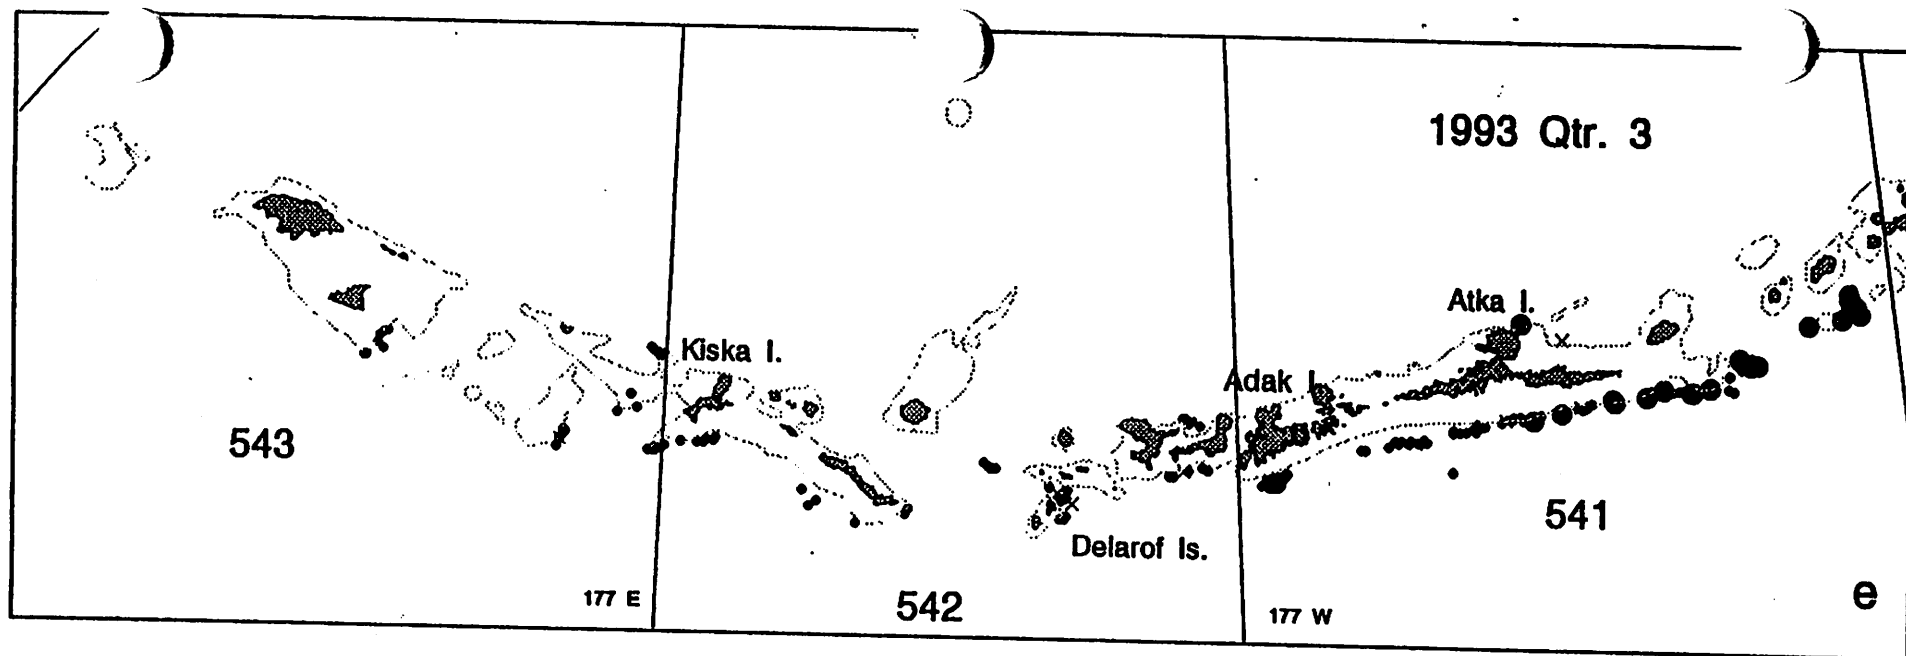 1993 Qtr. 3
Atka I.
Kiska I.
Adak I.
543
541
Delarof Is.
177 E
542
177 W
e